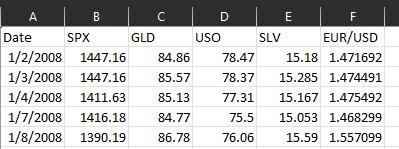 A B C D E F
Date SPX GLD USO SLV EUR/USD
1/2/2008 1447.16 84.86 78.47 15.18 1.471692
1/3/2008 1447.16 85.57 78.37 15.285 1.474491
1/4/2008 1411.63 85.13 77.31 15.167 1.475492
1/7/2008 1416.18 84.77 75.5 15.053 1.468299
1/8/2008 1390.19 86.78 76.06 15.59 1.557099